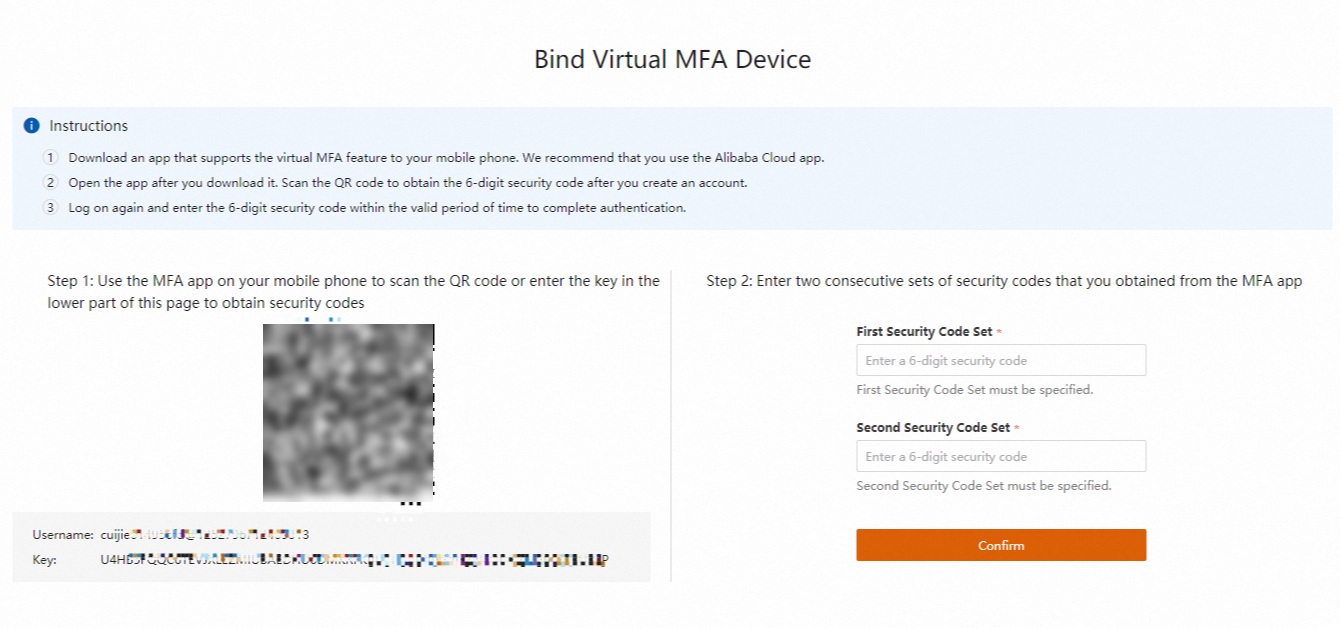 Bind Virtual MFA Device
Instructions
1 Download an app that supports the virtual MFA feature to your mobile phone. We recommend that you use the Alibaba Cloud app.
2 Open the app after you download it. Scan the QR code to obtain the 6-digit security code after you create an account.
3 Log on again and enter the 6-digit security code within the valid period of time to complete authentication.
Step 1: Use the MFA app on your mobile phone to scan the QR code or enter the key in the
lower part of this page to obtain security codes
Username:
Key:
Step 2: Enter two consecutive sets of security codes that you obtained from the MFA app
First Security Code Set *
Enter a 6-digit security code
First Security Code Set must be specified.
Second Security Code Set *
Enter a 6-digit security code
Second Security Code Set must be specified.
Confirm